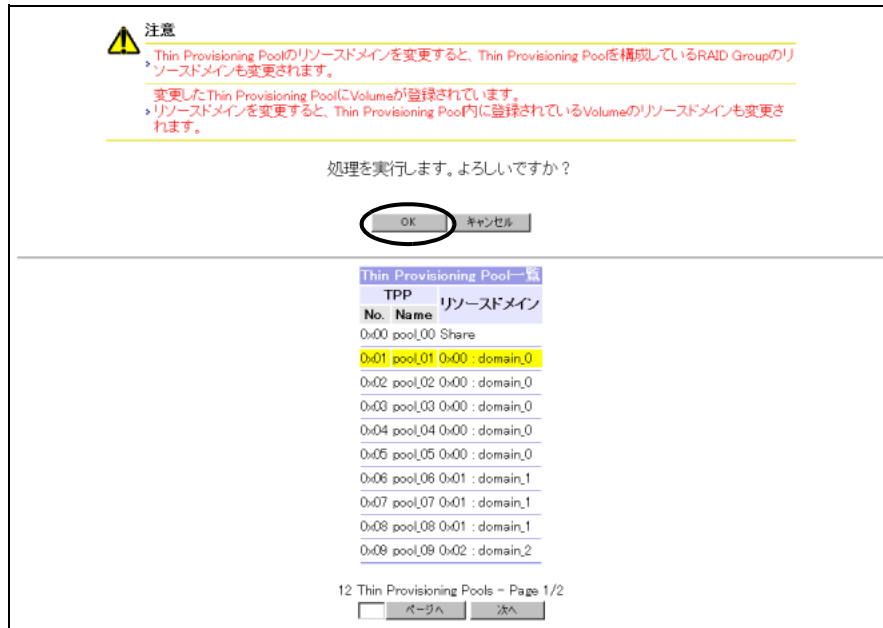 注意
Thin Provisioning Poolのリソースドメインを変更すると、Thin Provisioning Poolを構成しているRAID Groupのリ
ソースドメインも変更されます。
変更したThin Provisioning PoolにVolumeが登録されています。
リソースドメインを変更すると、Thin Provisioning Pool内に登録されているVolumeのリソースドメインも変更さ
れます。
処理を実行します。よろしいですか?
OK キャンセル
Thin Provisioning Pool一覧
TPP リソースドメイン
No. Name
0x00 pool_00 Share
0x01 pool_01 0x00 : domain_0
0x02 pool_02 0x00 : domain_0
0x03 pool_03 0x00 : domain_0
0x04 pool_04 0x00 : domain_0
0x05 pool_05 0x00 : domain_0
0x06 pool_06 0x01 : domain_1
0x07 pool_07 0x01 : domain_1
0x08 pool_08 0x01 : domain_1
0x09 pool_09 0x02 : domain_2
12 Thin Provisioning Pools - Page 1/2
ページへ 次へ